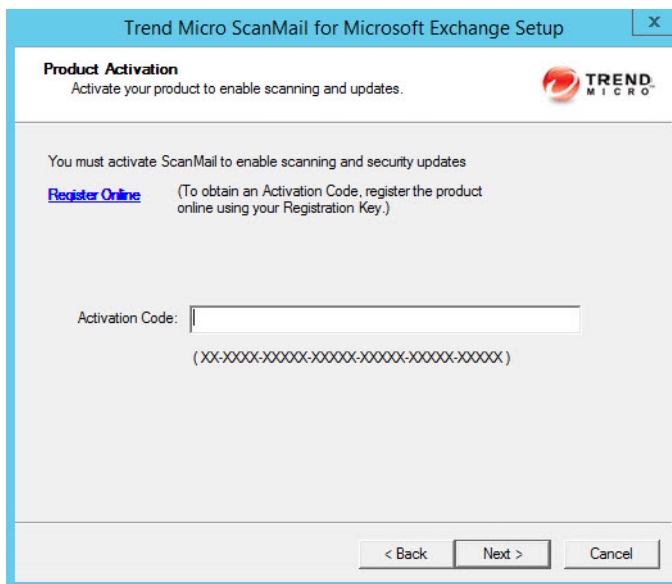 Trend Micro ScanMail for Microsoft Exchange Setup
x
Product Activation
Activate your product to enable scanning and updates.
TREND
MICRO
You must activate ScanMail to enable scanning and security updates
Register Online
(To obtain an Activation Code, register the product
online using your Registration Key.)
Activation Code:
( XX-XXXX-XXXXX-XXXXX-XXXXX-XXXXX-XXXXX )
< Back
Next >
Cancel